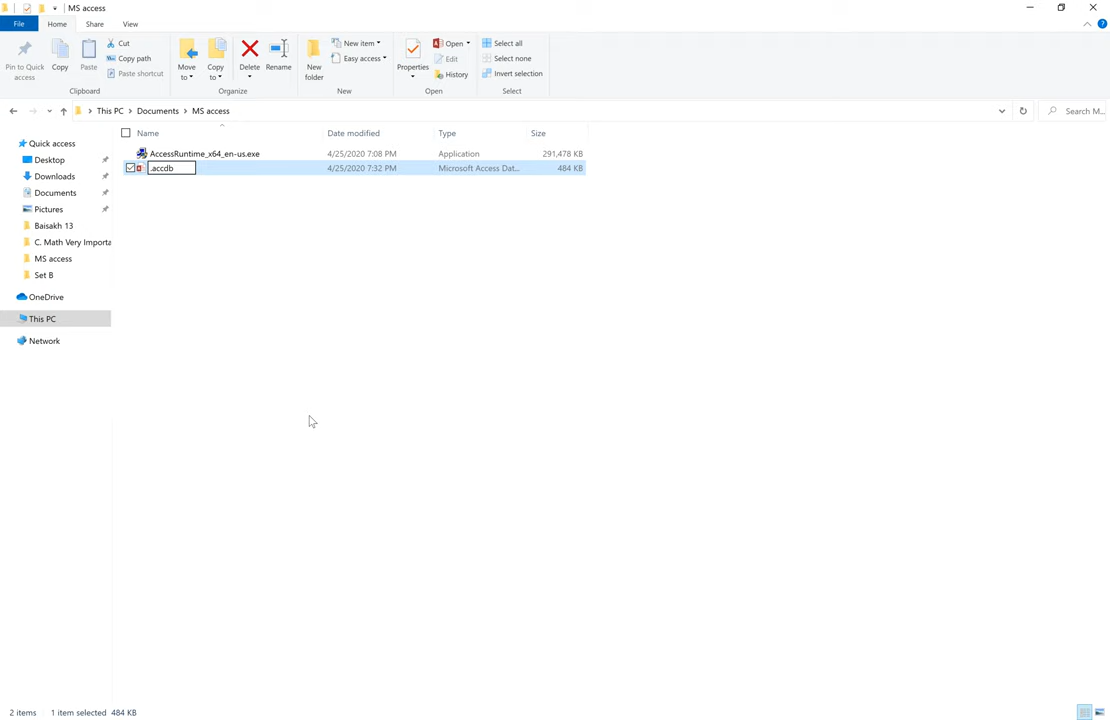 MS access
File Home Share View
Pin to Quick access
Copy
Paste
Cut
Copy path
Paste shortcut
Clipboard
Move to
Copy to
Delete
Rename
Organize
New folder
New item
Easy access
New
Properties
Open
Edit
History
Open
Select all
Select none
Invert selection
Select
This PC Documents MS access
Search M...
Name Date modified Type Size
AccessRuntime_x64_en-us.exe 4/25/2020 7:08 PM Application 291,478 KB
.accdb 4/25/2020 7:32 PM Microsoft Access Dat... 484 KB
Quick access
Desktop
Downloads
Documents
Pictures
Baisakh 13
C. Math Very Importa
MS access
Set B
OneDrive
This PC
Network
2 items 1 item selected 484 KB